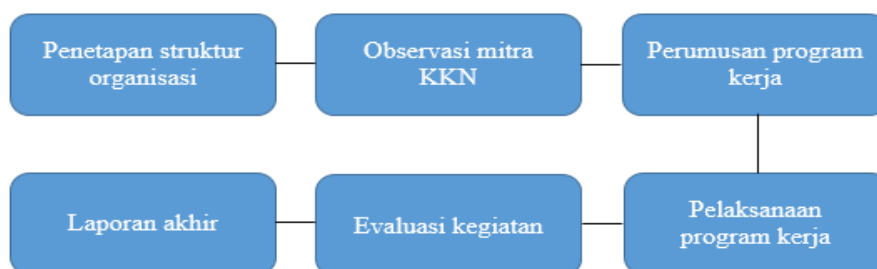 Penetapan struktur
organisasi
Observasi mitra
KKN
Perumusan program
kerja
Pelaksanaan
program kerja
Evaluasi kegiatan
Laporan akhir